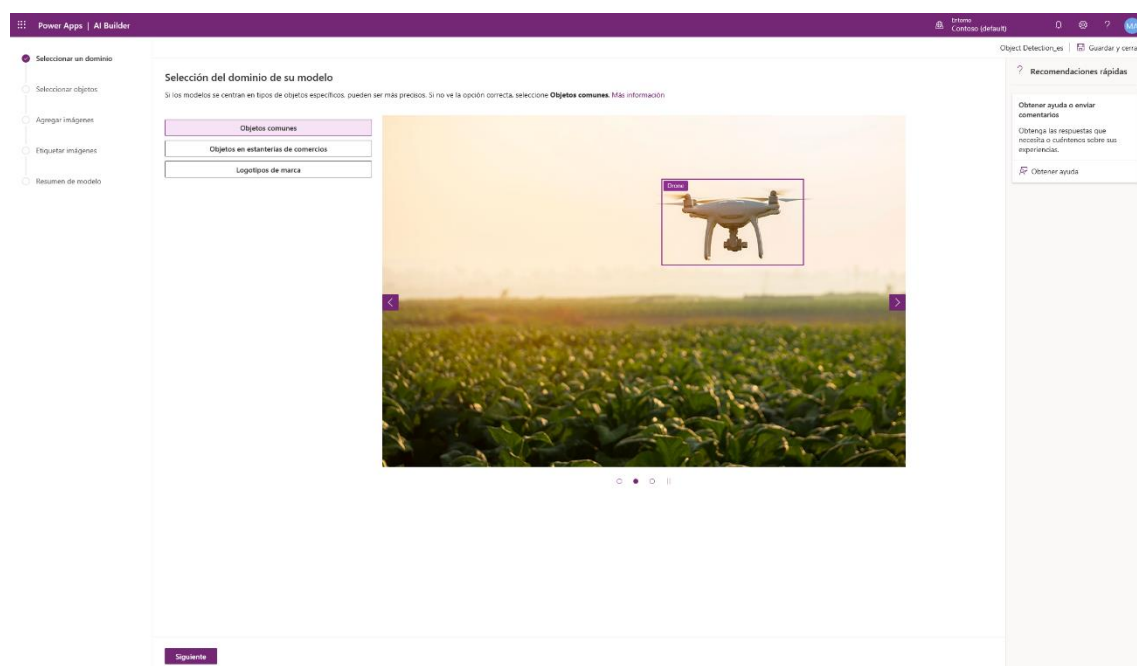 Power Apps | AI Builder
Entorno
Contoso (default)
?
Object Detection_es
Guardar y cerra
Seleccionar un dominio
Seleccionar objetos
Agregar imágenes
Etiquetar imágenes
Resumen de modelo
Selección del dominio de su modelo
Si los modelos se centran en tipos de objetos específicos, pueden ser más precisos. Si no ve la opción correcta, seleccione Objetos comunes. Más información
Objetos comunes
Objetos en estanterías de comercios
Logotipos de marca
Drone
Siguiente
? Recomendaciones rápidas
Obtener ayuda o enviar
comentarios
Obtenga las respuestas que
necesita o cuéntenos sobre sus
experiencias.
Obtener ayuda